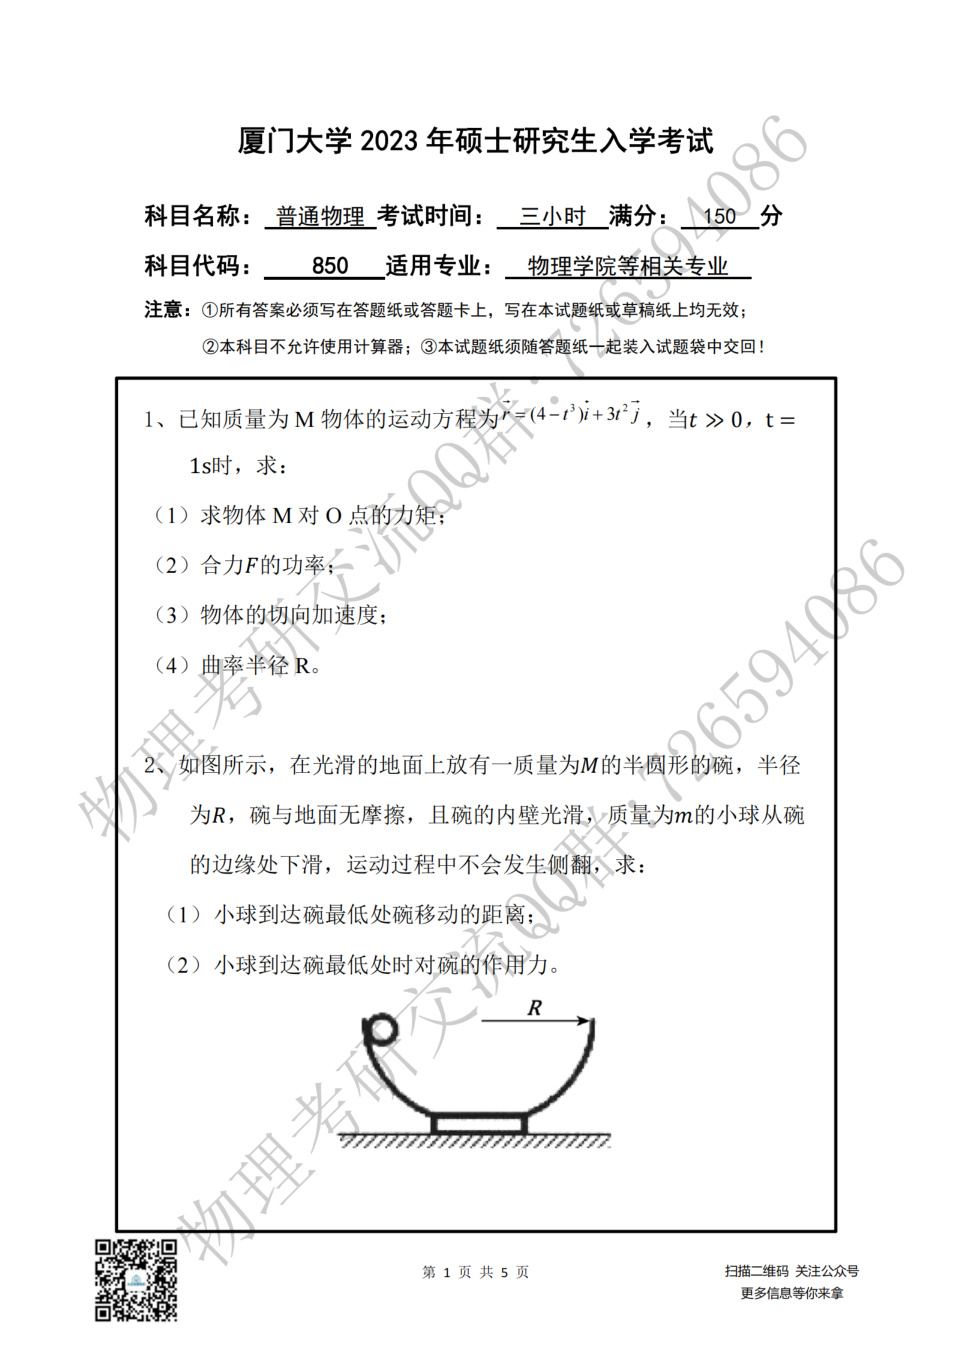 厦门大学 2023 年硕士研究生入学考试
科目名称： 普通物理 考试时间： 三小时 满分： 150 分
科目代码： 850 适用专业： 物理学院等相关专业
注意：①所有答案必须写在答题纸或答题卡上，写在本试题纸或草稿纸上均无效；
②本科目不允许使用计算器；③本试题纸须随答题纸一起装入试题袋中交回！
1、已知质量为 M 物体的运动方程为 $\vec{r} = (4 - t^3)\vec{i} + 3t^2\vec{j}$，当t ≫ 0，t =
1s时，求：
（1）求物体 M 对 O 点的力矩；
（2）合力F的功率；
（3）物体的切向加速度；
（4）曲率半径 R。
2、如图所示，在光滑的地面上放有一质量为M的半圆形的碗，半径
为R，碗与地面无摩擦，且碗的内壁光滑，质量为m的小球从碗
的边缘处下滑，运动过程中不会发生侧翻，求：
（1）小球到达碗最低处碗移动的距离；
（2）小球到达碗最低处时对碗的作用力。
R
物理考研交流QQ群：726594086
物理考研交流QQ群：726594086
第 1 页 共 5 页
扫描二维码 关注公众号
更多信息等你来拿